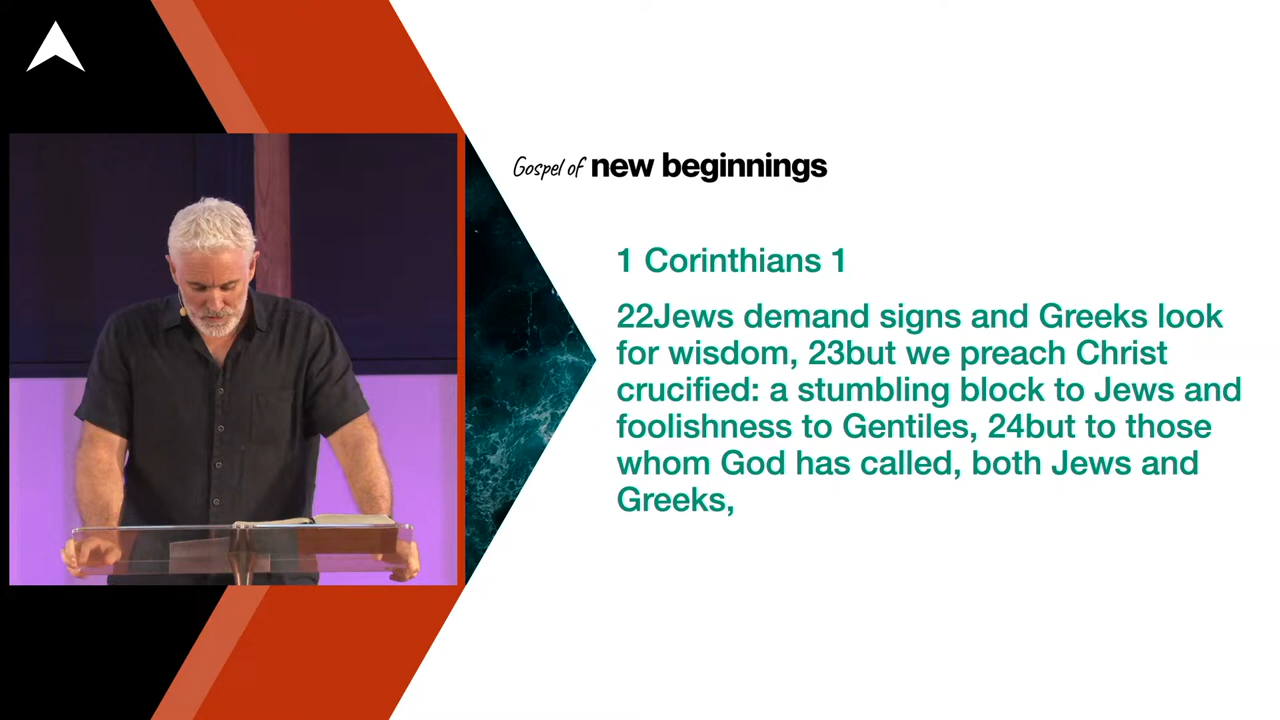 Gospel of new beginnings
1 Corinthians 1
22Jews demand signs and Greeks look
for wisdom, 23but we preach Christ
crucified: a stumbling block to Jews and
foolishness to Gentiles, 24but to those
whom God has called, both Jews and
Greeks,